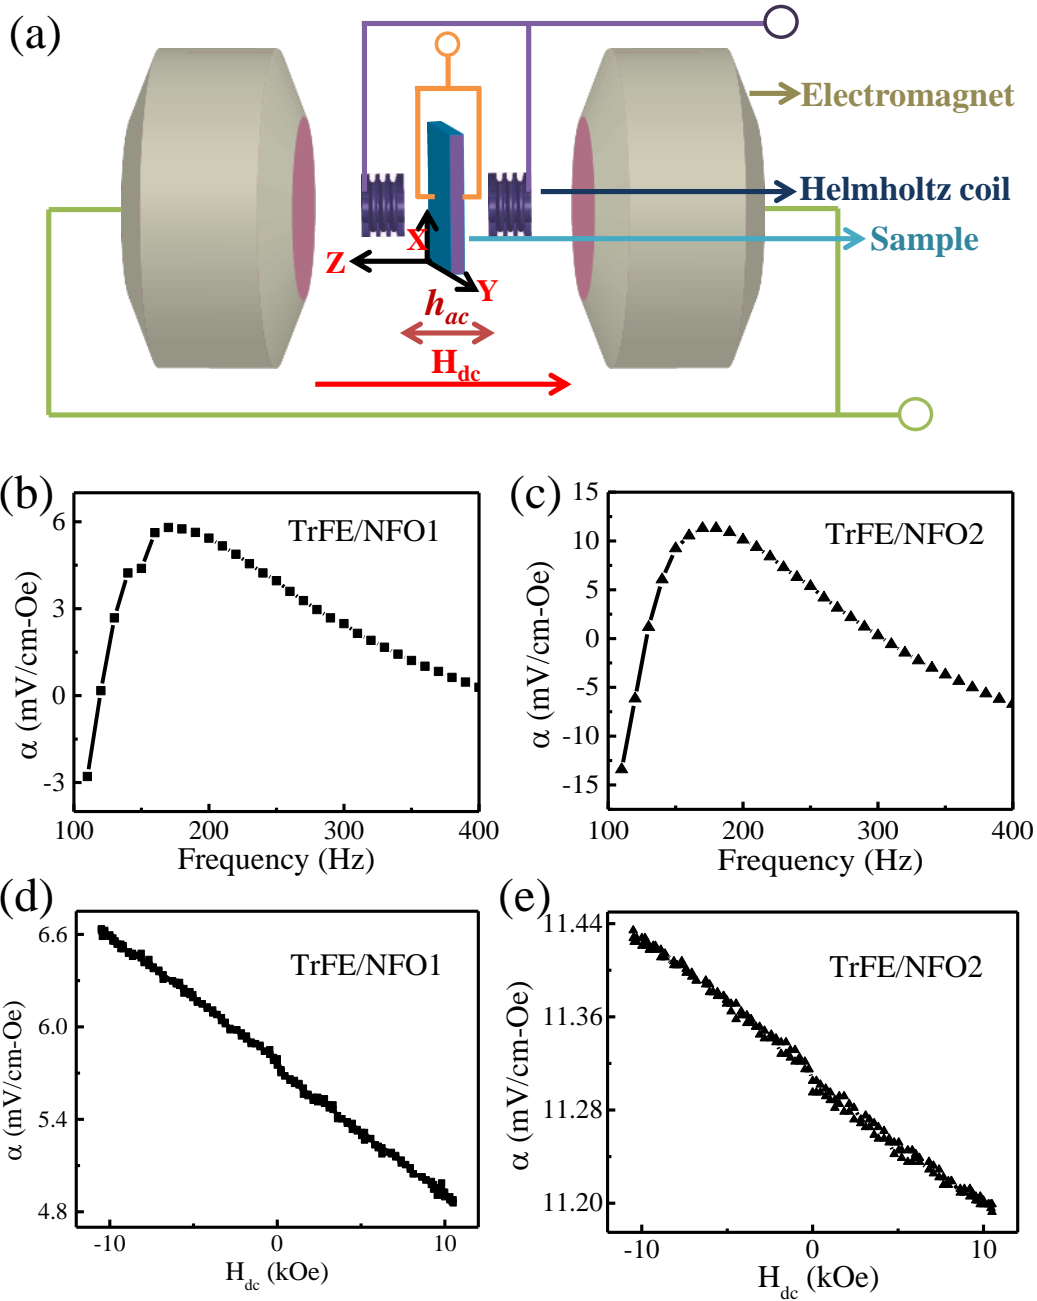 (a)
Electromagnet
Helmholtz coil
Sample
X
Z
Y
h_ac
H_dc
(b)
TrFE/NFO1
α (mV/cm-Oe)
6
3
0
-3
100 200 300 400
Frequency (Hz)
(c)
TrFE/NFO2
α (mV/cm-Oe)
15
10
5
0
-5
-10
-15
100 200 300 400
Frequency (Hz)
(d)
TrFE/NFO1
α (mV/cm-Oe)
6.6
6.0
5.4
4.8
-10 0 10
H_dc (kOe)
(e)
TrFE/NFO2
α (mV/cm-Oe)
11.44
11.36
11.28
11.20
-10 0 10
H_dc (kOe)